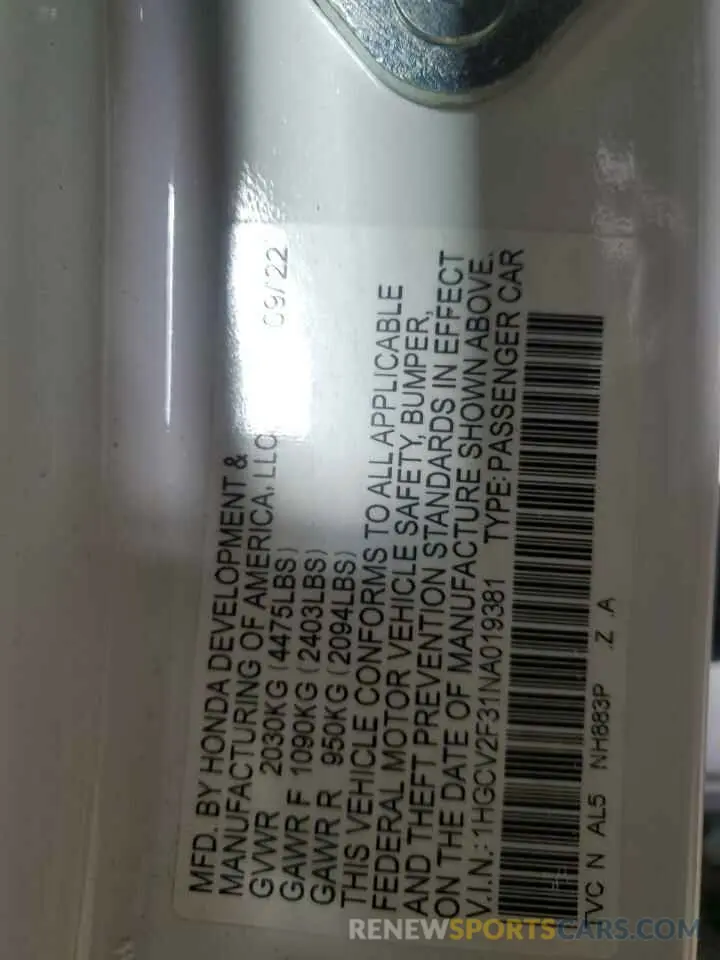 MFD. BY HONDA DEVELOPMENT &
MANUFACTURING OF AMERICA, LLC 09/22
GVWR 2030KG (4475LBS)
GAWR F 1090KG (2403LBS)
GAWR R 950KG (2094LBS)
THIS VEHICLE CONFORMS TO ALL APPLICABLE
FEDERAL MOTOR VEHICLE SAFETY, BUMPER,
AND THEFT PREVENTION STANDARDS IN EFFECT
ON THE DATE OF MANUFACTURE SHOWN ABOVE.
V.I.N.:1HGCV2F31NA019381 TYPE:PASSENGER CAR
TVC N AL5 NH883P .Z .A
RENEWSPORTSCARS.COM